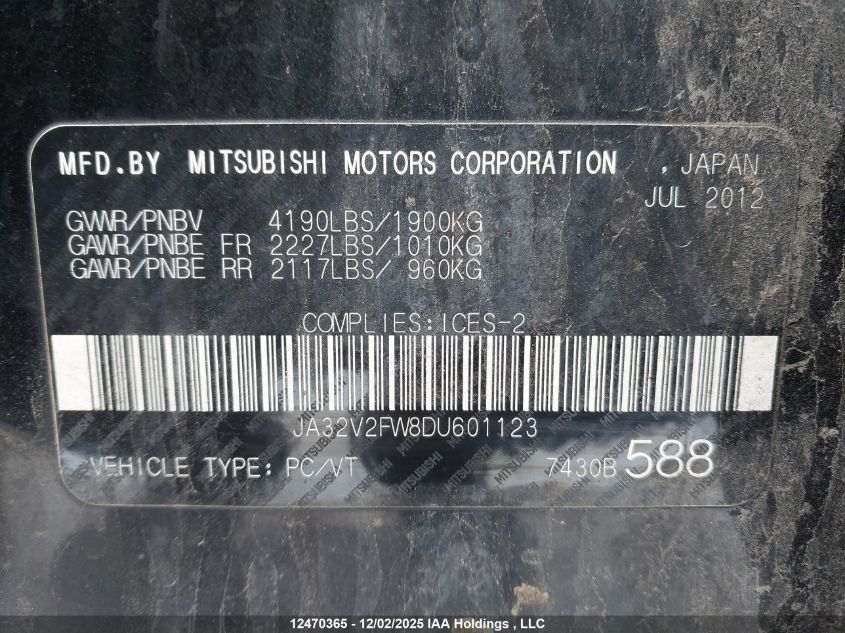 MFD.BY MITSUBISHI MOTORS CORPORATION , JAPAN
JUL 2012
GVWR/PNBV 4190LBS/1900KG
GAWR/PNBE FR 2227LBS/1010KG
GAWR/PNBE RR 2117LBS/ 960KG
COMPLIES:ICES-2
JA32V2FW8DU601123
VEHICLE TYPE: PC/VT 7430B 588
12470365 - 12/02/2025 IAA Holdings , LLC